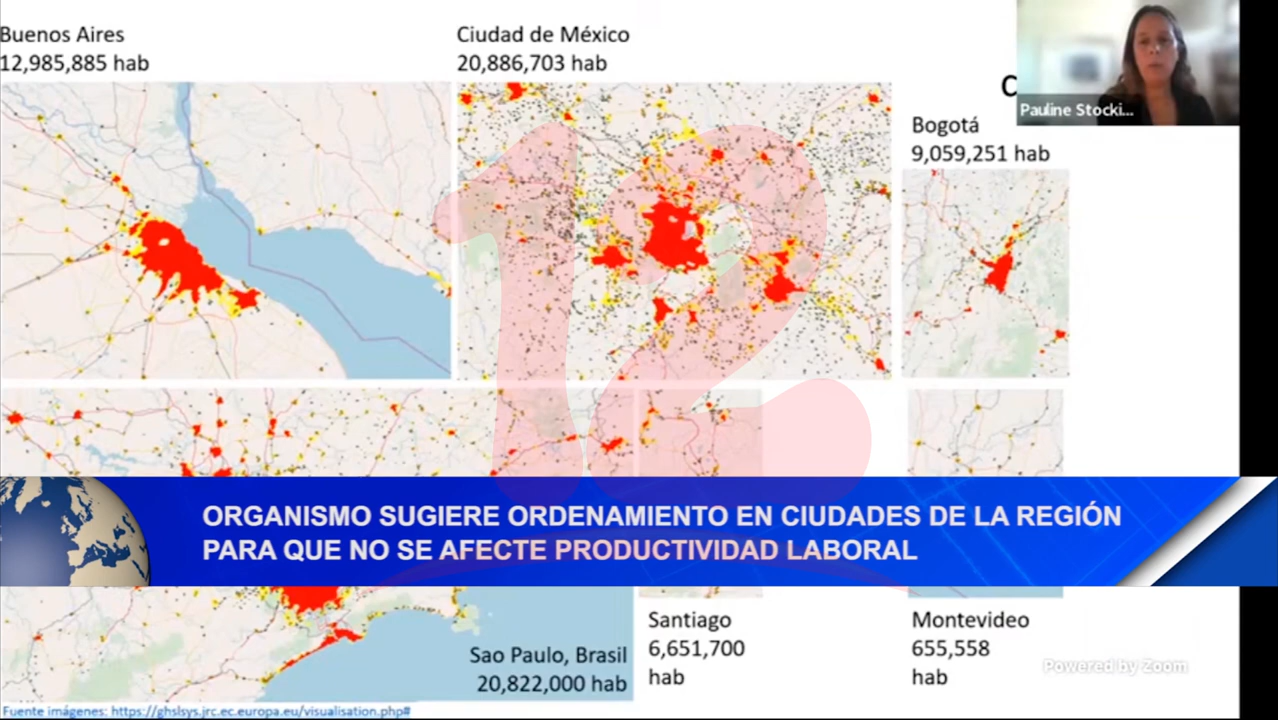 Buenos Aires
12,985,885 hab
Ciudad de México
20,886,703 hab
Pauline Stocki...
Bogotá
9,059,251 hab
12
ORGANISMO SUGIERE ORDENAMIENTO EN CIUDADES DE LA REGIÓN
PARA QUE NO SE AFECTE PRODUCTIVIDAD LABORAL
Sao Paulo, Brasil
20,822,000 hab
Santiago
6,651,700
hab
Montevideo
655,558
hab
Powered by Zoom
Fuente imágenes: https://ghslsys.jrc.ec.europa.eu/visualisation.php#